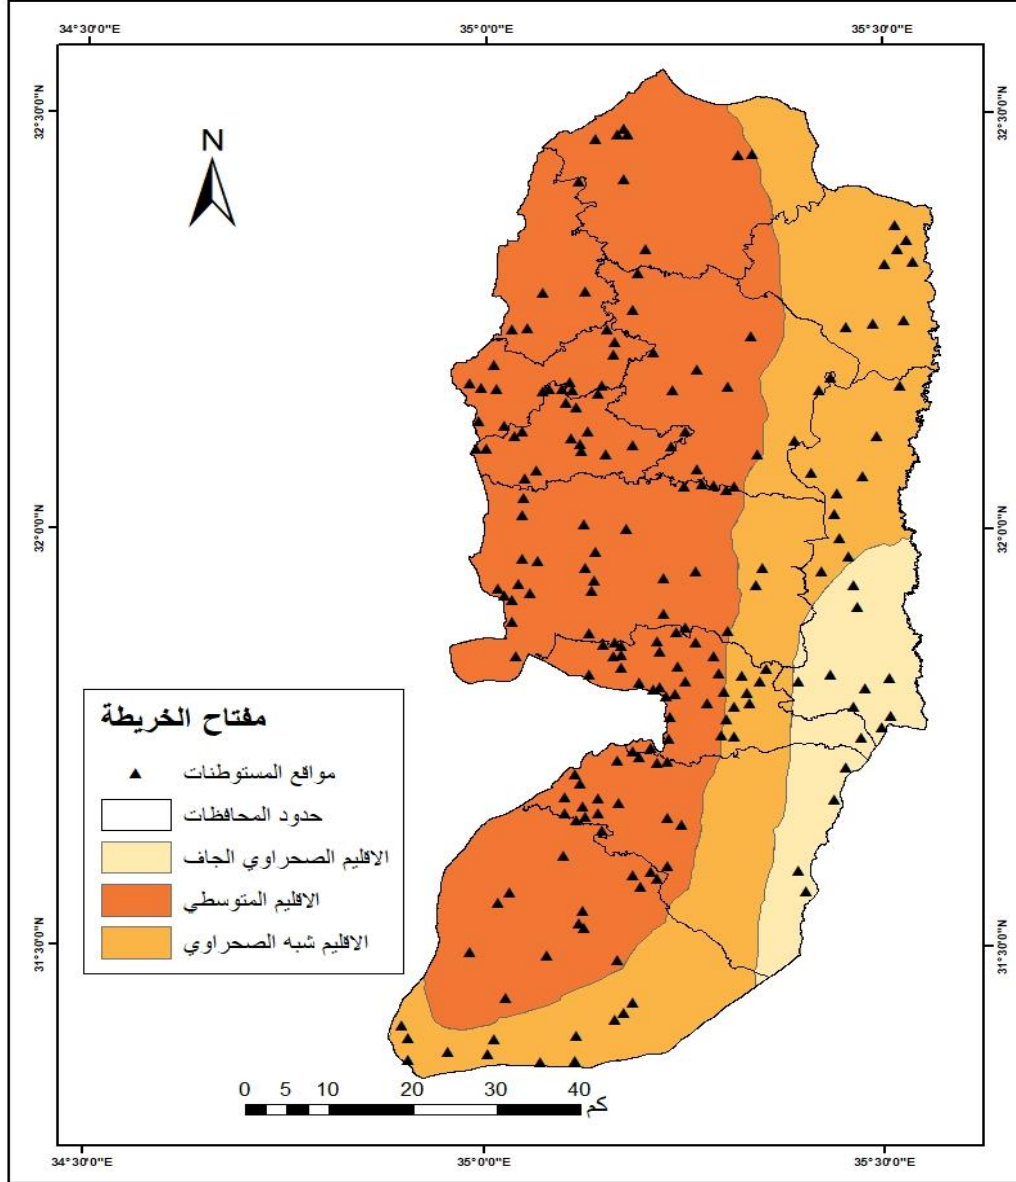 34°30'0"E 35°0'0"E 35°30'0"E
32°30'0"N 32°30'0"N
N
32°0'0"N 32°0'0"N
مفتاح الخريطة
مواقع المستوطنات
حدود المحافظات
الاقليم الصحراوي الجاف
الاقليم المتوسطي
الاقليم شبه الصحراوي
31°30'0"N 31°30'0"N
0 5 10 20 30 40
كم
34°30'0"E 35°0'0"E 35°30'0"E